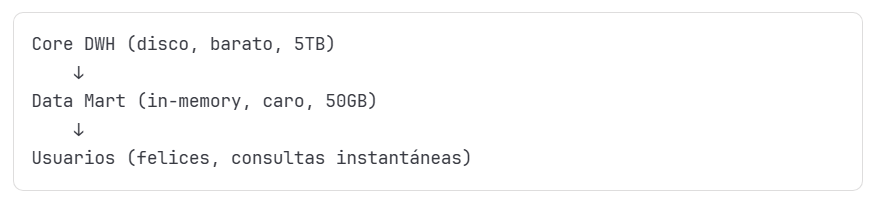 Core DWH (disco, barato, 5TB)
↓
Data Mart (in-memory, caro, 50GB)
↓
Usuarios (felices, consultas instantáneas)